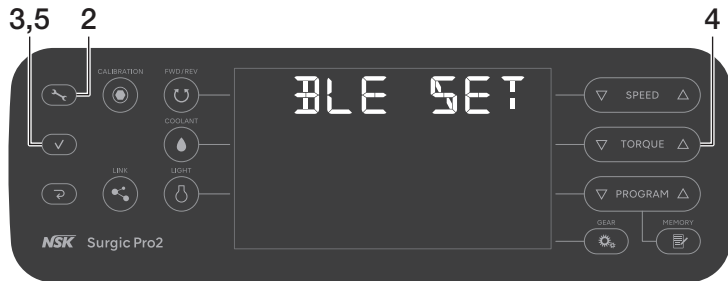 3,5 2 4
CALIBRATION FWD/REV
BLE SET
SPEED
COOLANT
TORQUE
LINK LIGHT
PROGRAM
GEAR MEMORY
NSK Surgic Pro2